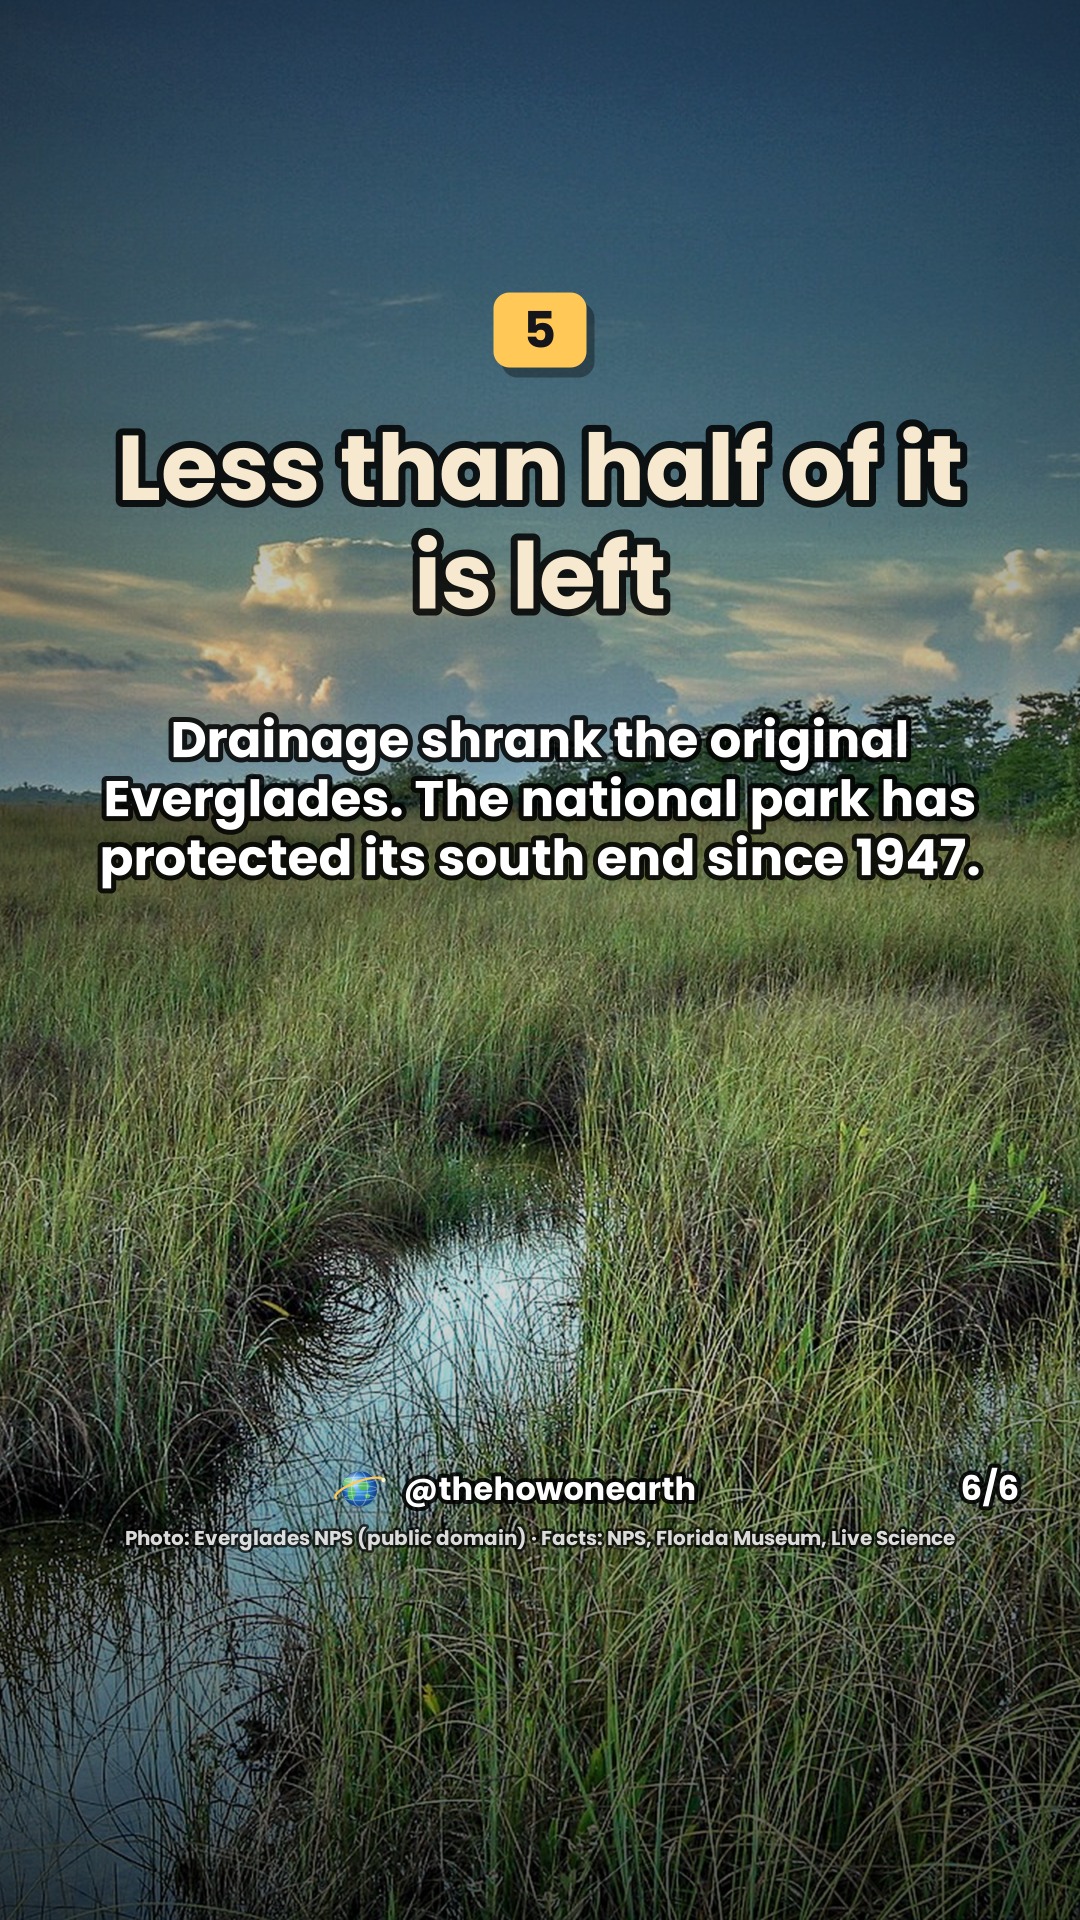 5
Less than half of it
is left
Drainage shrank the original
Everglades. The national park has
protected its south end since 1947.
@thehowonearth
6/6
Photo: Everglades NPS (public domain) · Facts: NPS, Florida Museum, Live Science